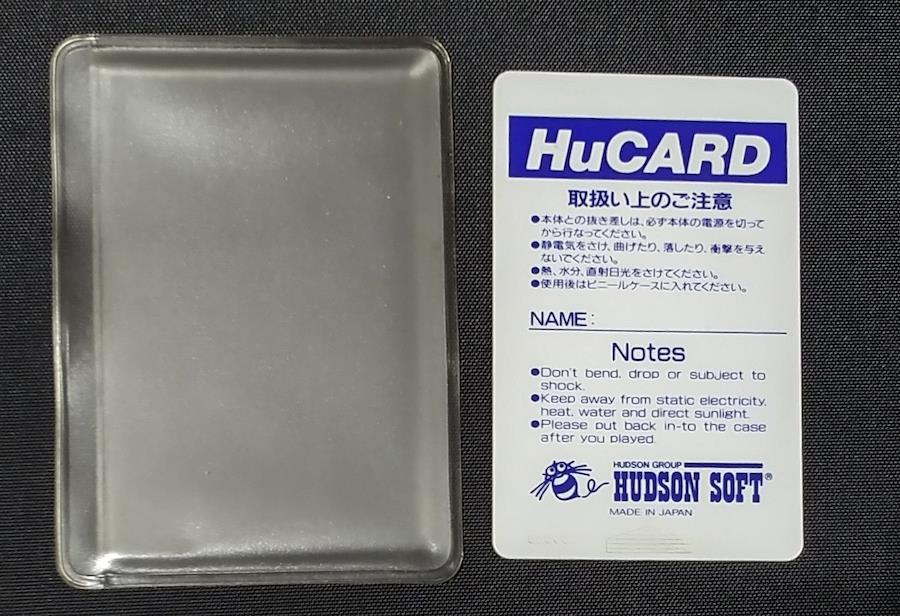 HuCARD
取扱い上のご注意
●本体との抜き差しは、必ず本体の電源を切って
から行なってください。
●静電気をさけ、曲げたり、落したり、衝撃を与え
ないでください。
●熱、水分、直射日光をさけてください。
●使用後はビニールケースに入れてください。
NAME:
Notes
●Don't bend, drop or subject to
shock.
●Keep away from static electricity,
heat, water and direct sunlight.
●Please put back in-to the case
after you played.
HUDSON GROUP
HUDSON SOFT®
MADE IN JAPAN